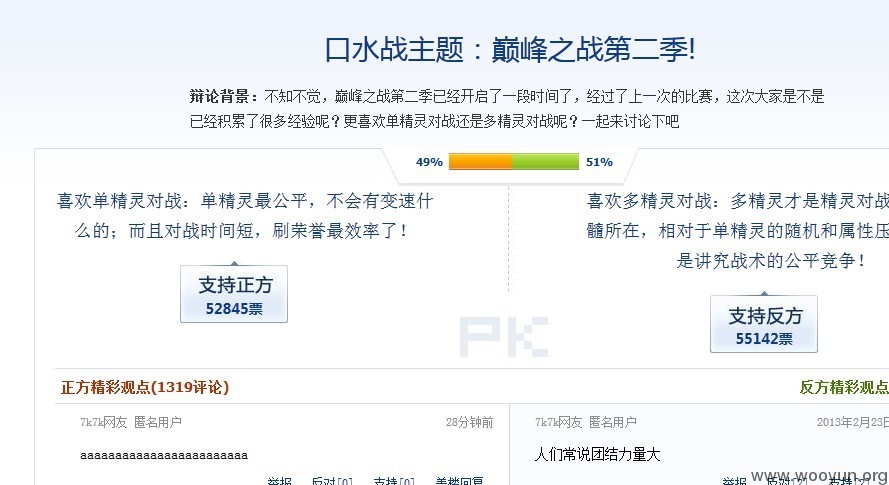 口水战主题：巅峰之战第二季!
辩论背景：不知不觉，巅峰之战第二季已经开启了一段时间了，经过了上一次的比赛，这次大家是不是
已经积累了很多经验呢？更喜欢单精灵对战还是多精灵对战呢？一起来讨论下吧
49% 51%
喜欢单精灵对战：单精灵最公平，不会有变速什
么的；而且对战时间短，刷荣誉最效率了！
支持正方
52845票
喜欢多精灵对战：多精灵才是精灵对战
髓所在，相对于单精灵的随机和属性压
是讲究战术的公平竞争！
支持反方
55142票
PK
正方精彩观点(1319评论)
反方精彩观点
7k7k网友 匿名用户 28分钟前
aaaaaaaaaaaaaaaaaaaaaaaa
举报 反对[0] 支持[0] 盖楼回复
7k7k网友 匿名用户 2013年2月23日
人们常说团结力量大
举报 反对[2] 支持[2]
www.wooyun.org